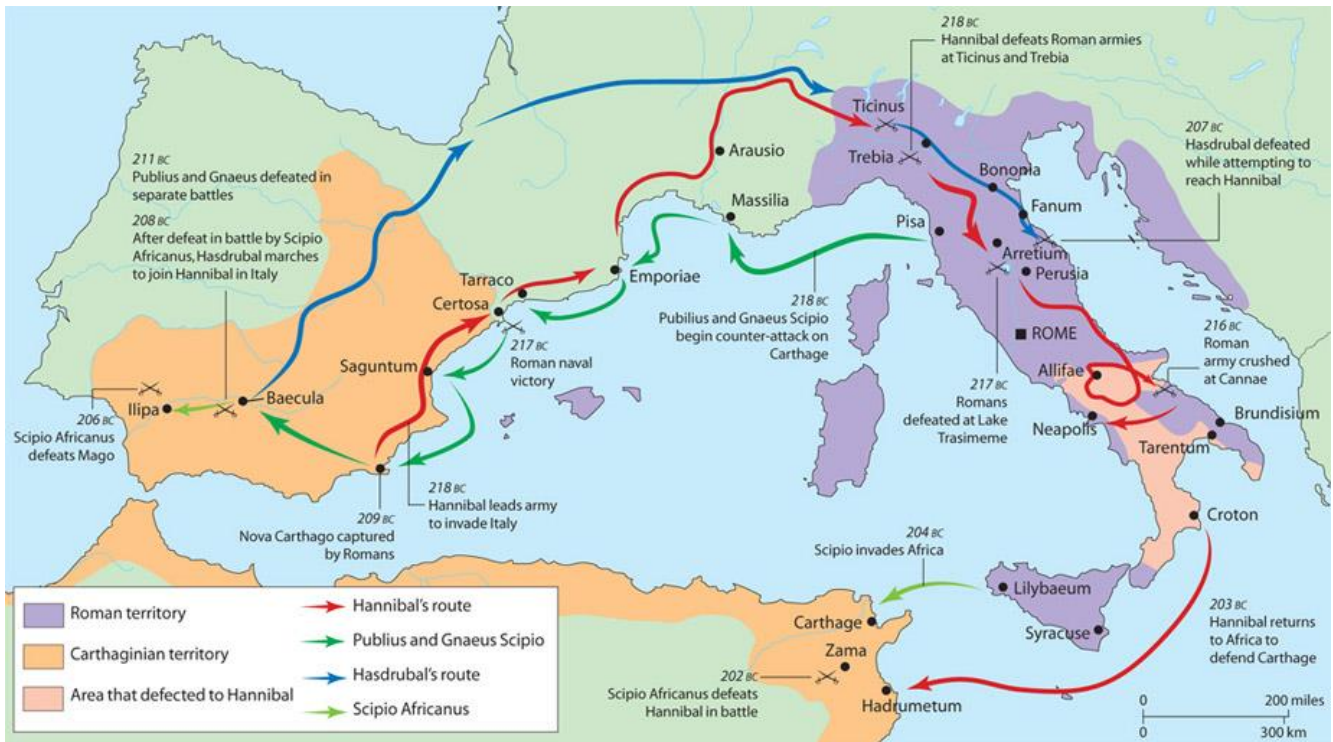 218 BC
Hannibal defeats Roman armies
at Ticinus and Trebia
Ticinus
207 BC
Hasdrubal defeated
while attempting to
reach Hannibal
211 BC
Publius and Gnaeus defeated in
separate battles
208 BC
After defeat in battle by Scipio
Africanus, Hasdrubal marches
to join Hannibal in Italy
Arausio
Trebia
Bononia
Massilia
Fanum
Pisa
Arretium
Perusia
Emporiae
Tarraco
Certosa
218 BC
Pubilius and Gnaeus Scipio
begin counter-attack on
Carthage
ROME
216 BC
Roman
army crushed
at Cannae
217 BC
Roman naval
victory
Saguntum
Allifae
217 BC
Romans
defeated at Lake
Trasimeme
Baecula
Ilipa
206 BC
Scipio Africanus
defeats Mago
Neapolis
Brundisium
Tarentum
218 BC
Hannibal leads army
to invade Italy
209 BC
Nova Carthago captured
by Romans
Croton
204 BC
Scipio invades Africa
Lilybaeum
Syracuse
203 BC
Hannibal returns
to Africa to
defend Carthage
Carthage
Zama
202 BC
Scipio Africanus defeats
Hannibal in battle
Hadrumetum
Roman territory
Carthaginian territory
Area that defected to Hannibal
Hannibal's route
Publius and Gnaeus Scipio
Hasdrubal's route
Scipio Africanus
0 200 miles
0 300 km